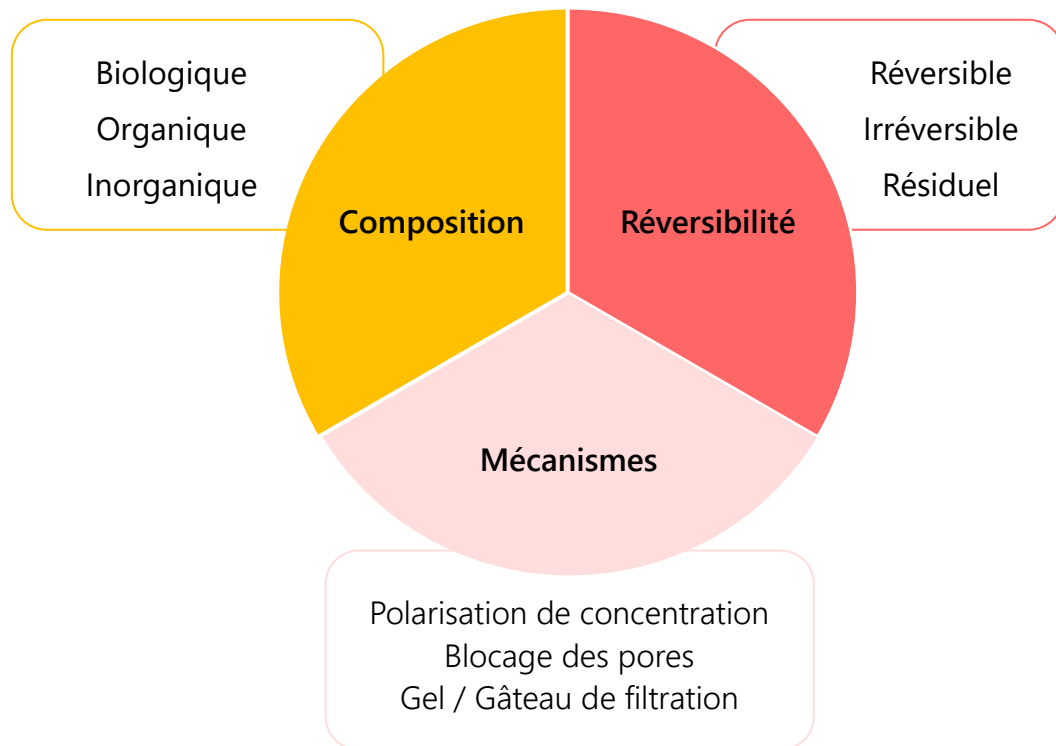 Biologique
Organique
Inorganique
Composition
Réversible
Irréversible
Résiduel
Réversibilité
Mécanismes
Polarisation de concentration
Blocage des pores
Gel / Gâteau de filtration